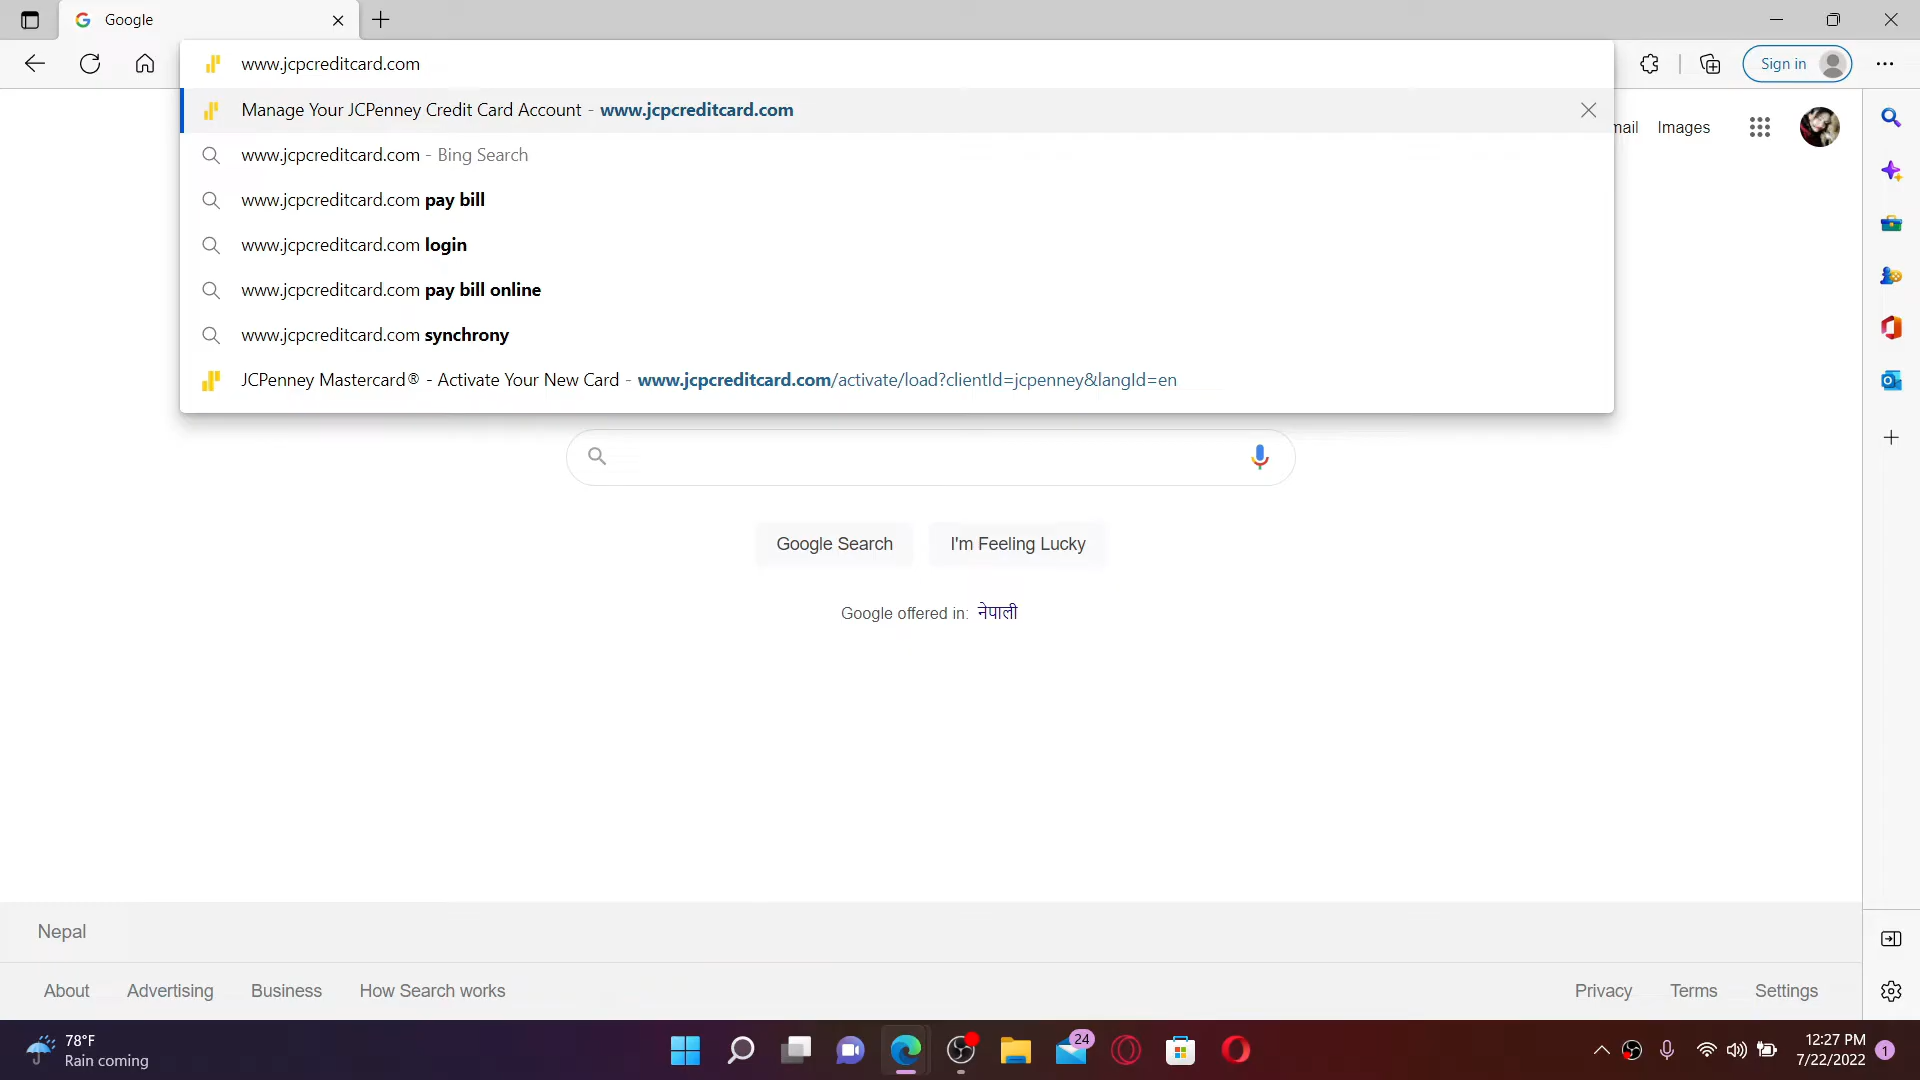 Google
www.jcpcreditcard.com
Sign in
Manage Your JCPenney Credit Card Account - www.jcpcreditcard.com
mail Images
www.jcpcreditcard.com - Bing Search
www.jcpcreditcard.com pay bill
www.jcpcreditcard.com login
www.jcpcreditcard.com pay bill online
www.jcpcreditcard.com synchrony
JCPenney Mastercard® - Activate Your New Card - www.jcpcreditcard.com/activate/load?clientId=jcpenney&langId=en
Google Search I'm Feeling Lucky
Google offered in: नेपाली
Nepal
About Advertising Business How Search works Privacy Terms Settings
78°F
Rain coming
24
12:27 PM
7/22/2022
1